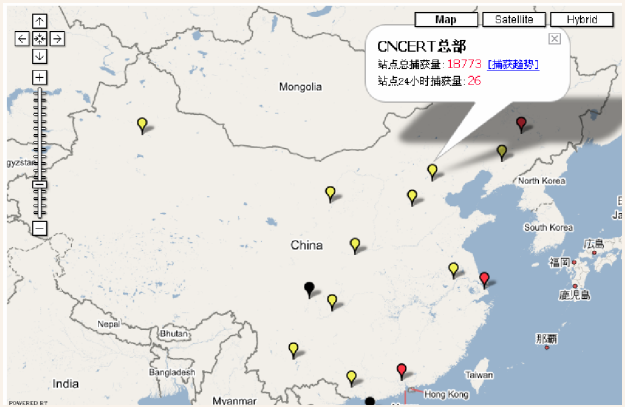 Map Satellite Hybrid
CNCERT总部
站点总捕获量: 18773 [捕获趋势]
站点24小时捕获量: 26
Mongolia
gyzstan
North Korea
South Korea
China
広島
福岡
鹿児島
那覇
Nepal
Bhutan
Bangladesh
India
Myanmar
Taiwan
Hong Kong
POWERED BY